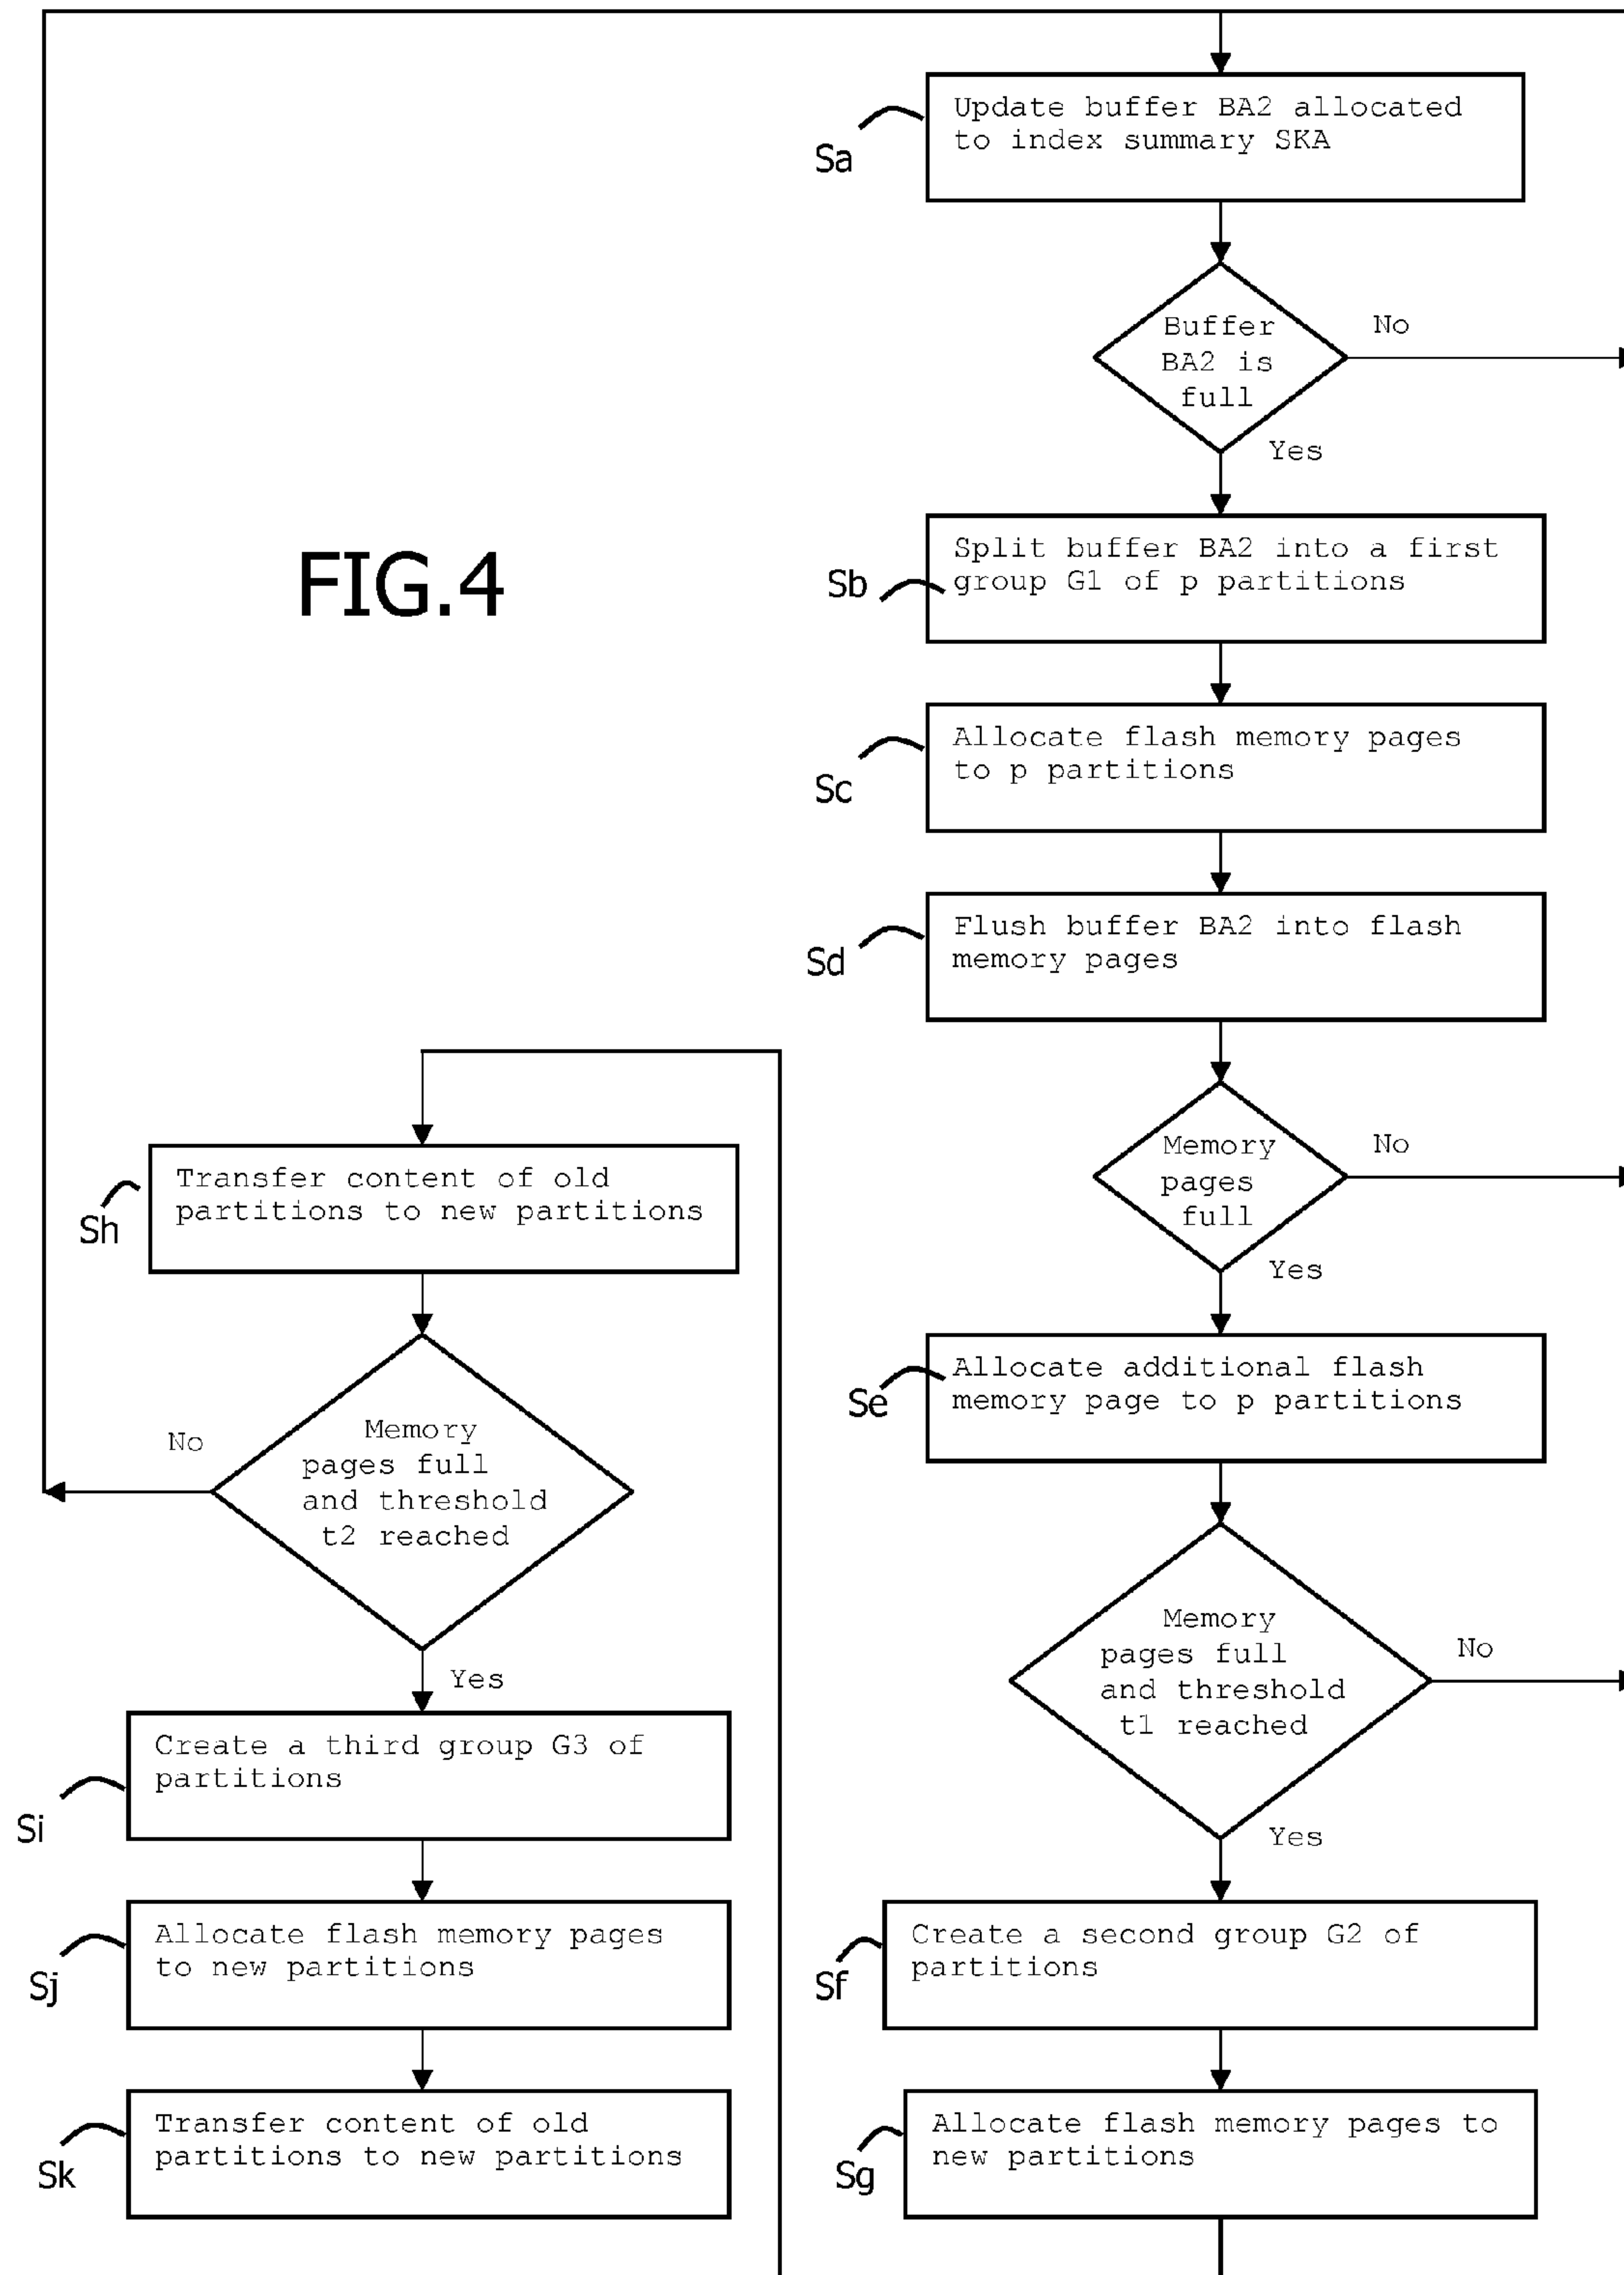 Update buffer BA2 allocated
to index summary SKA
Sa
Buffer
BA2 is
full
No
Yes
FIG.4
Split buffer BA2 into a first
group G1 of p partitions
Sb
Allocate flash memory pages
to p partitions
Sc
Flush buffer BA2 into flash
memory pages
Sd
Memory
pages
full
No
Yes
Allocate additional flash
memory page to p partitions
Se
Memory
pages full
and threshold
t1 reached
No
Yes
Create a second group G2 of
partitions
Sf
Allocate flash memory pages to
new partitions
Sg
Transfer content of old
partitions to new partitions
Sh
Memory
pages full
and threshold
t2 reached
No
Yes
Create a third group G3 of
partitions
Si
Allocate flash memory pages
to new partitions
Sj
Transfer content of old
partitions to new partitions
Sk